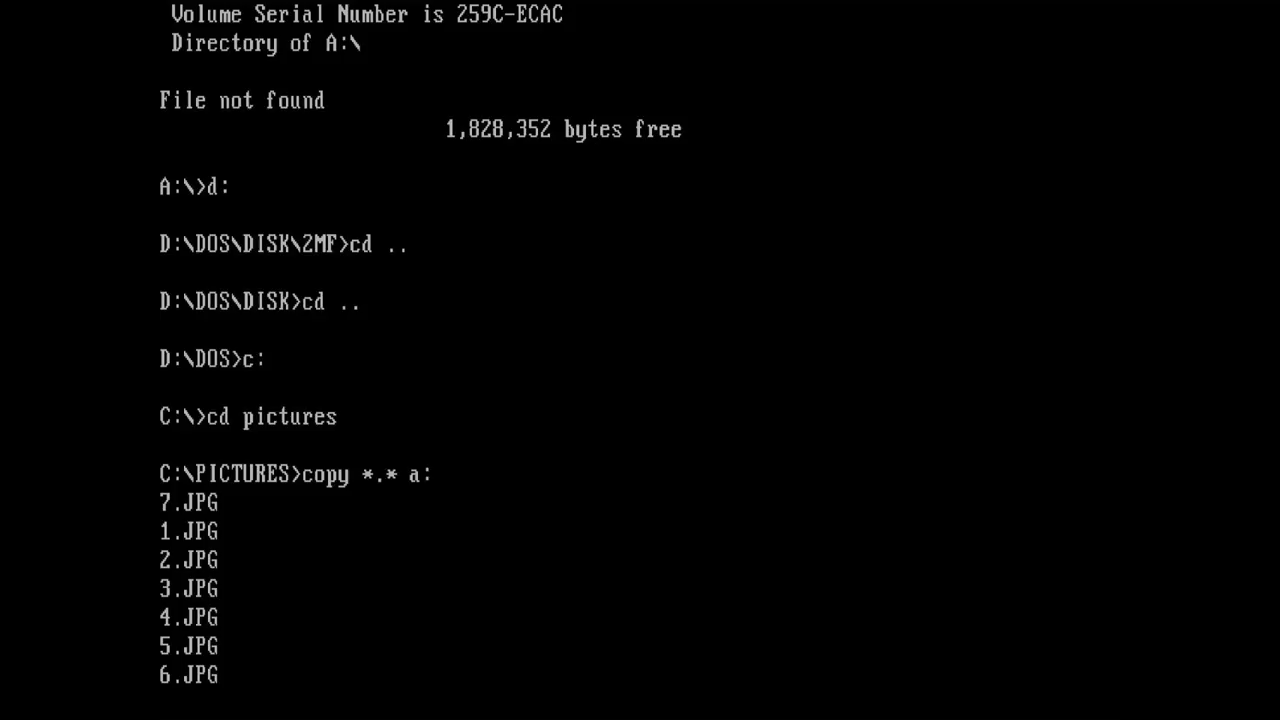 Volume Serial Number is 259C-ECAC
Directory of A:\
File not found
1,828,352 bytes free
A:\>d:
D:\DOS\DISK\2MF>cd ..
D:\DOS\DISK>cd ..
D:\DOS>c:
C:\>cd pictures
C:\PICTURES>copy *.* a:
7.JPG
1.JPG
2.JPG
3.JPG
4.JPG
5.JPG
6.JPG